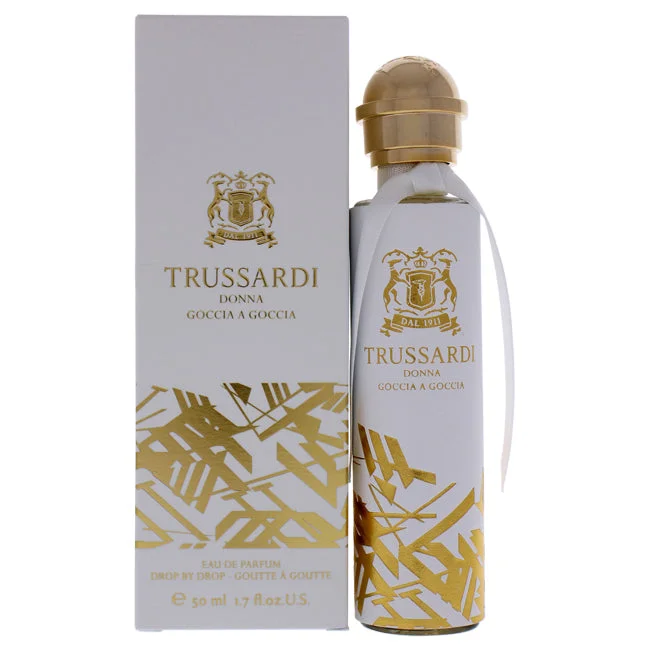 DAL 1911
TRUSSARDI
DONNA
GOCCIA A GOCCIA
EAU DE PARFUM
DROP BY DROP - GOUTTE À GOUTTE
e 50 ml 1.7 fl.oz.U.S.
DAL 1911
TRUSSARDI
DONNA
GOCCIA A GOCCIA